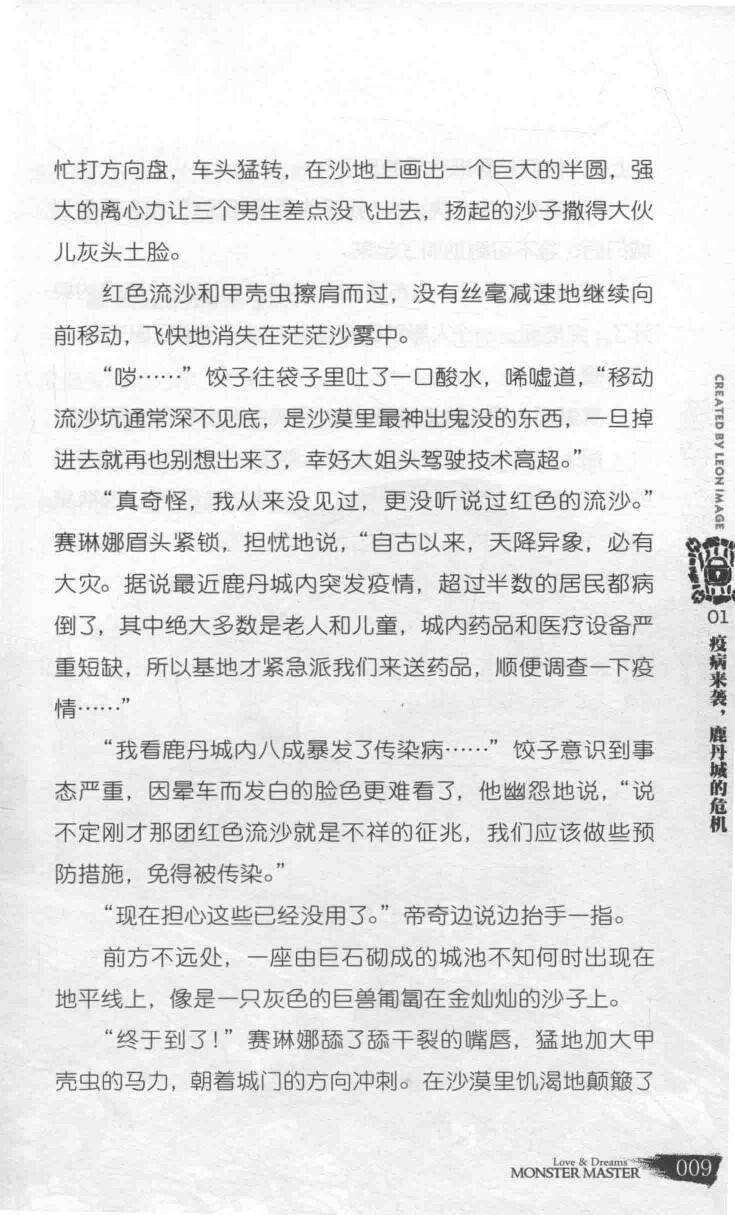 忙打方向盘，车头猛转，在沙地上画出一个巨大的半圆，强
大的离心力让三个男生差点没飞出去，扬起的沙子撒得大伙
儿灰头土脸。
红色流沙和甲壳虫擦肩而过，没有丝毫减速地继续向
前移动，飞快地消失在茫茫沙雾中。
“哕……”饺子往袋子里吐了一口酸水，唏嘘道，“移动
流沙坑通常深不见底，是沙漠里最神出鬼没的东西，一旦掉
进去就再也别想出来了，幸好大姐头驾驶技术高超。”
“真奇怪，我从来没见过，更没听说过红色的流沙。”
赛琳娜眉头紧锁，担忧地说，“自古以来，天降异象，必有
大灾。据说最近鹿丹城内突发疫情，超过半数的居民都病
倒了，其中绝大多数是老人和儿童，城内药品和医疗设备严
重短缺，所以基地才紧急派我们来送药品，顺便调查一下疫
情……”
“我看鹿丹城内八成暴发了传染病……”饺子意识到事
态严重，因晕车而发白的脸色更难看了，他幽怨地说，“说
不定刚才那团红色流沙就是不祥的征兆，我们应该做些预
防措施，免得被传染。”
“现在担心这些已经没用了。”帝奇边说边抬手一指。
前方不远处，一座由巨石砌成的城池不知何时出现在
地平线上，像是一只灰色的巨兽匍匐在金灿灿的沙子上。
“终于到了！”赛琳娜舔了舔干裂的嘴唇，猛地加大甲
壳虫的马力，朝着城门的方向冲刺。在沙漠里饥渴地颠簸了
CREATED BY LEON IMAGE
01
疫病来袭，鹿丹城的危机
Love & Dreams
MONSTER MASTER
009